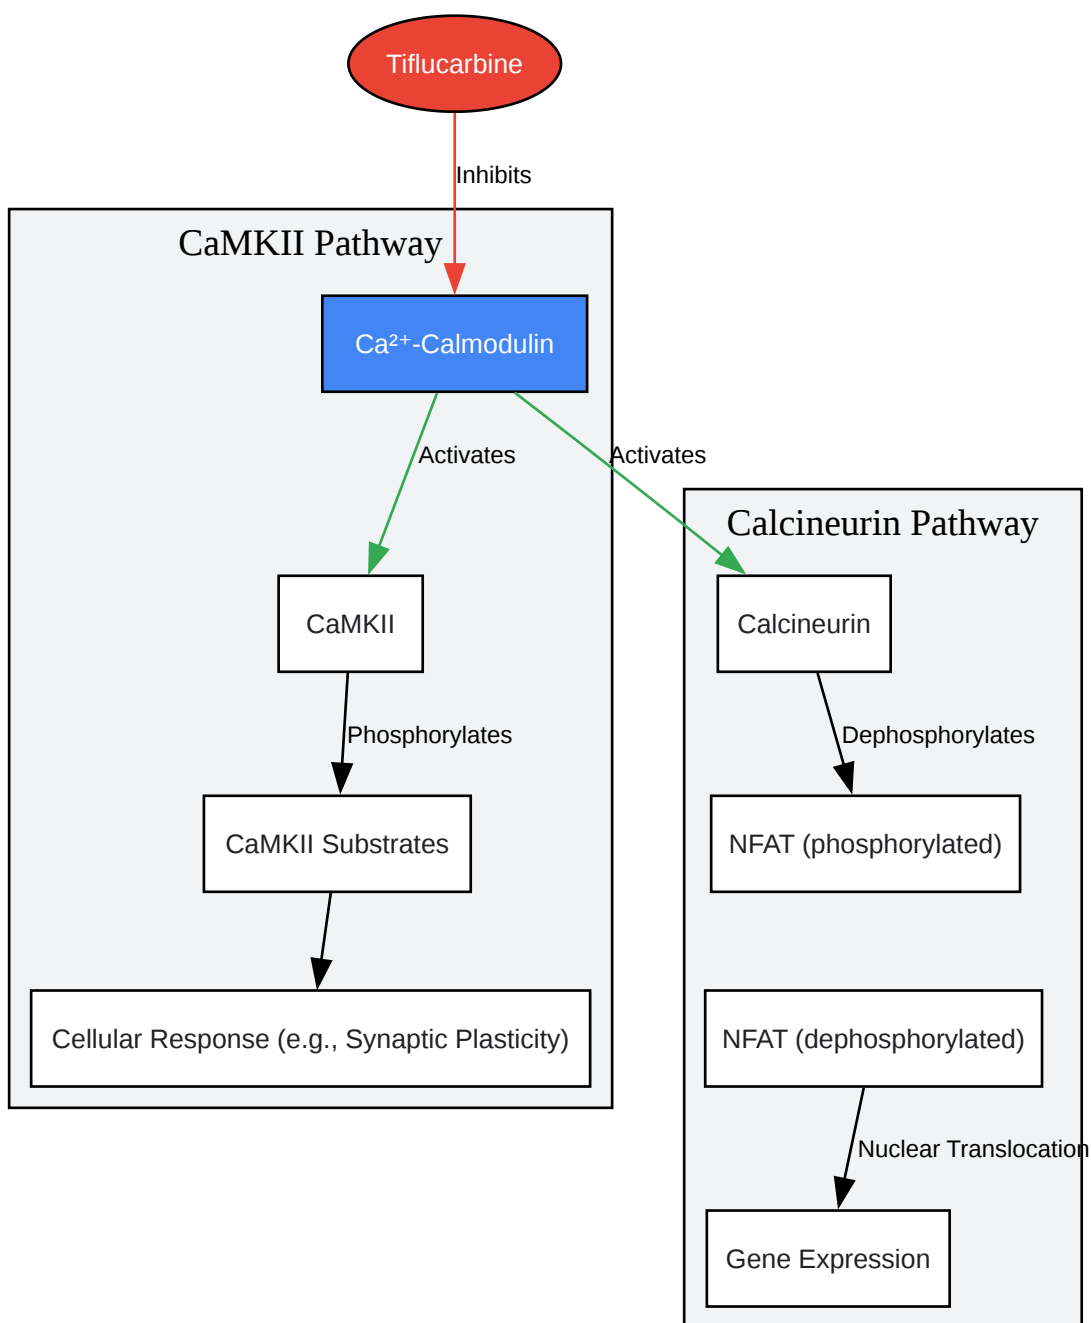 Tiflucarbine
Inhibits
CaMKII Pathway
Ca²⁺-Calmodulin
Activates
Activates
Calcineurin Pathway
CaMKII
Calcineurin
Phosphorylates
Dephosphorylates
CaMKII Substrates
NFAT (phosphorylated)
Cellular Response (e.g., Synaptic Plasticity)
NFAT (dephosphorylated)
Nuclear Translocation
Gene Expression